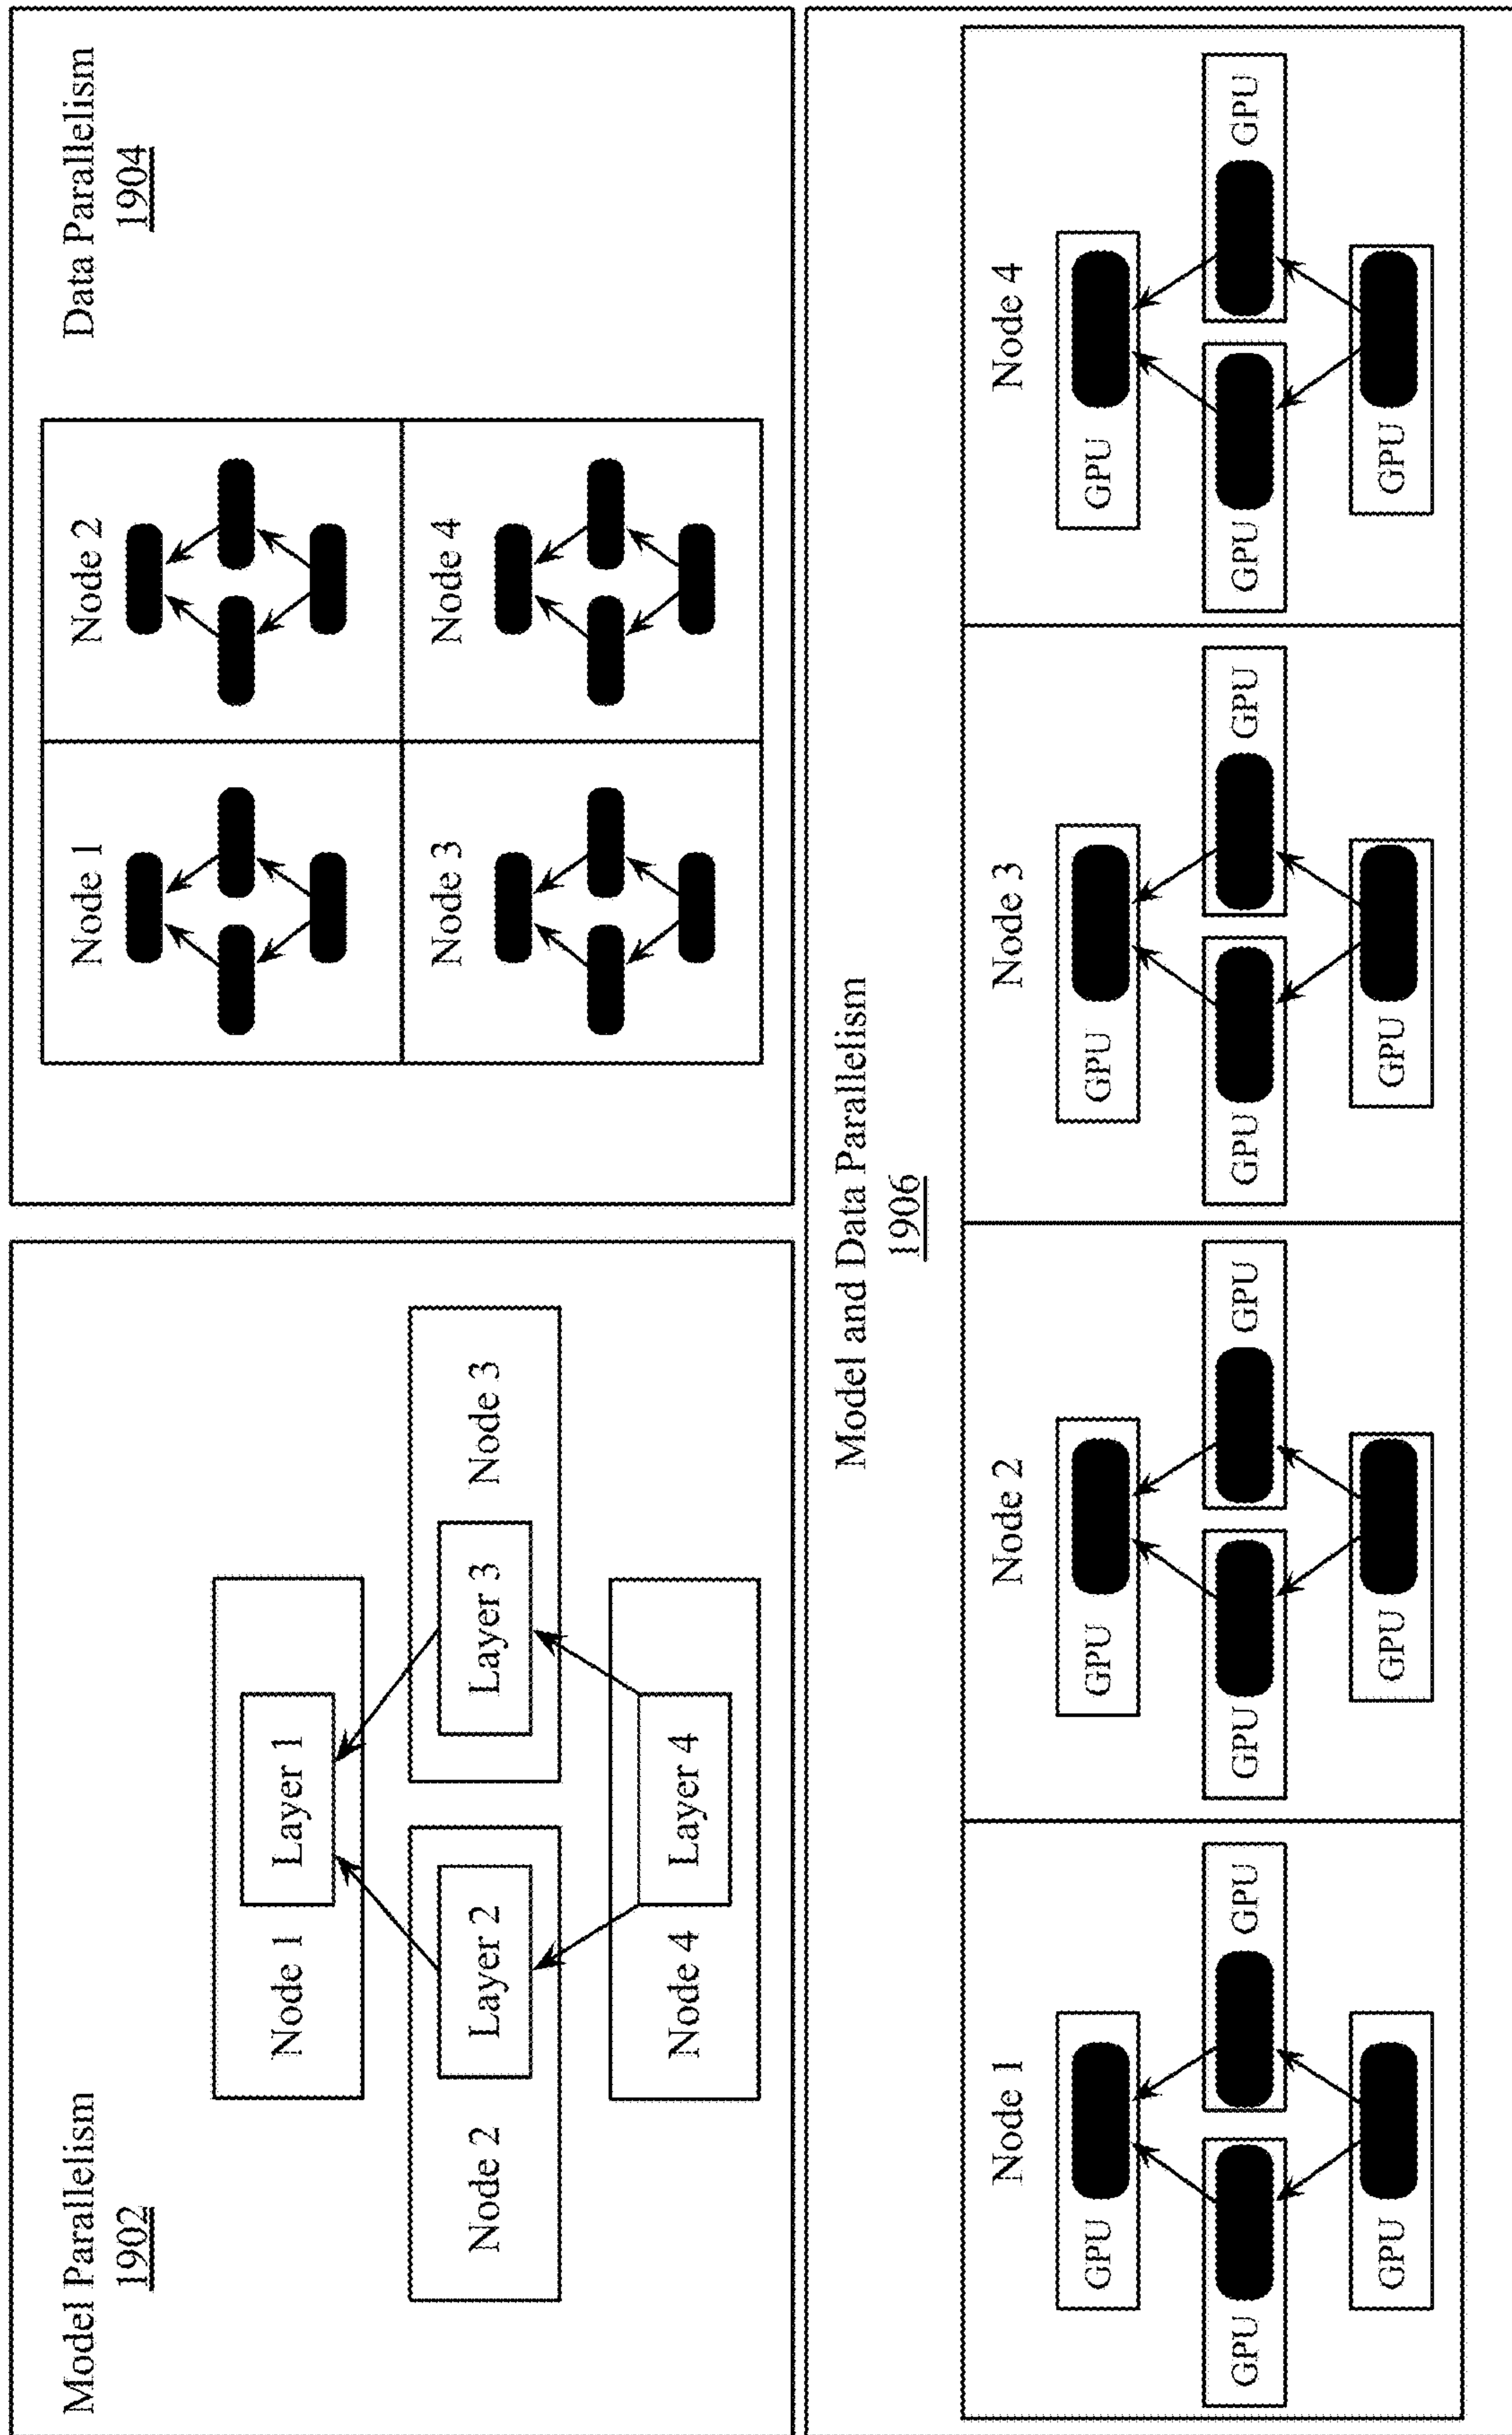 Model Parallelism
1902
Node 1
Layer 1
Node 2
Layer 2
Layer 3
Node 3
Node 4
Layer 4
Data Parallelism
1904
Node 1
Node 2
Node 3
Node 4
Model and Data Parallelism
1906
Node 1
GPU
GPU
GPU
GPU
Node 2
GPU
GPU
GPU
GPU
Node 3
GPU
GPU
GPU
GPU
Node 4
GPU
GPU
GPU
GPU